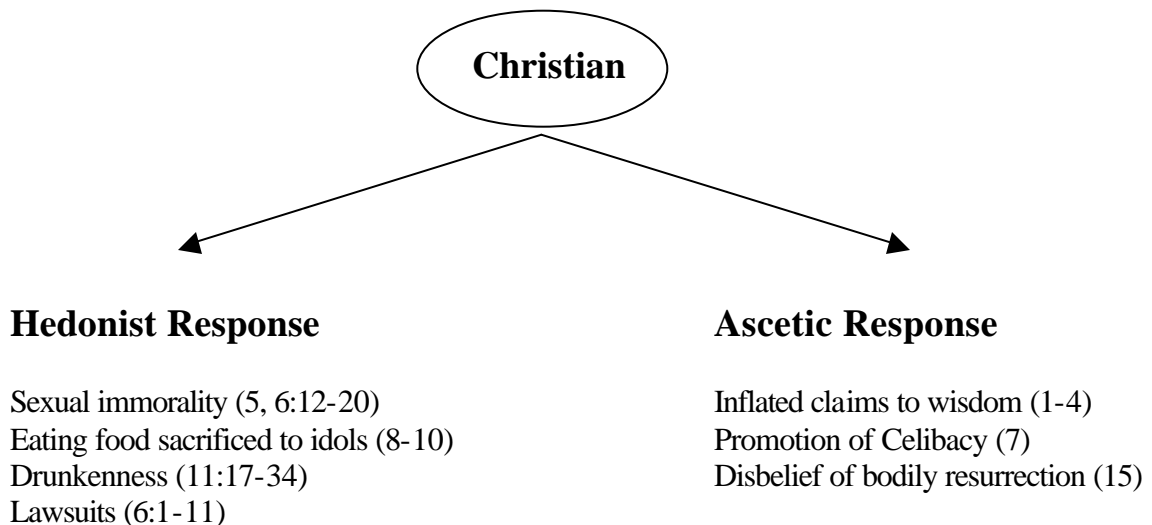 Christian
Hedonist Response
Sexual immorality (5, 6:12-20)
Eating food sacrificed to idols (8-10)
Drunkenness (11:17-34)
Lawsuits (6:1-11)
Ascetic Response
Inflated claims to wisdom (1-4)
Promotion of Celibacy (7)
Disbelief of bodily resurrection (15)